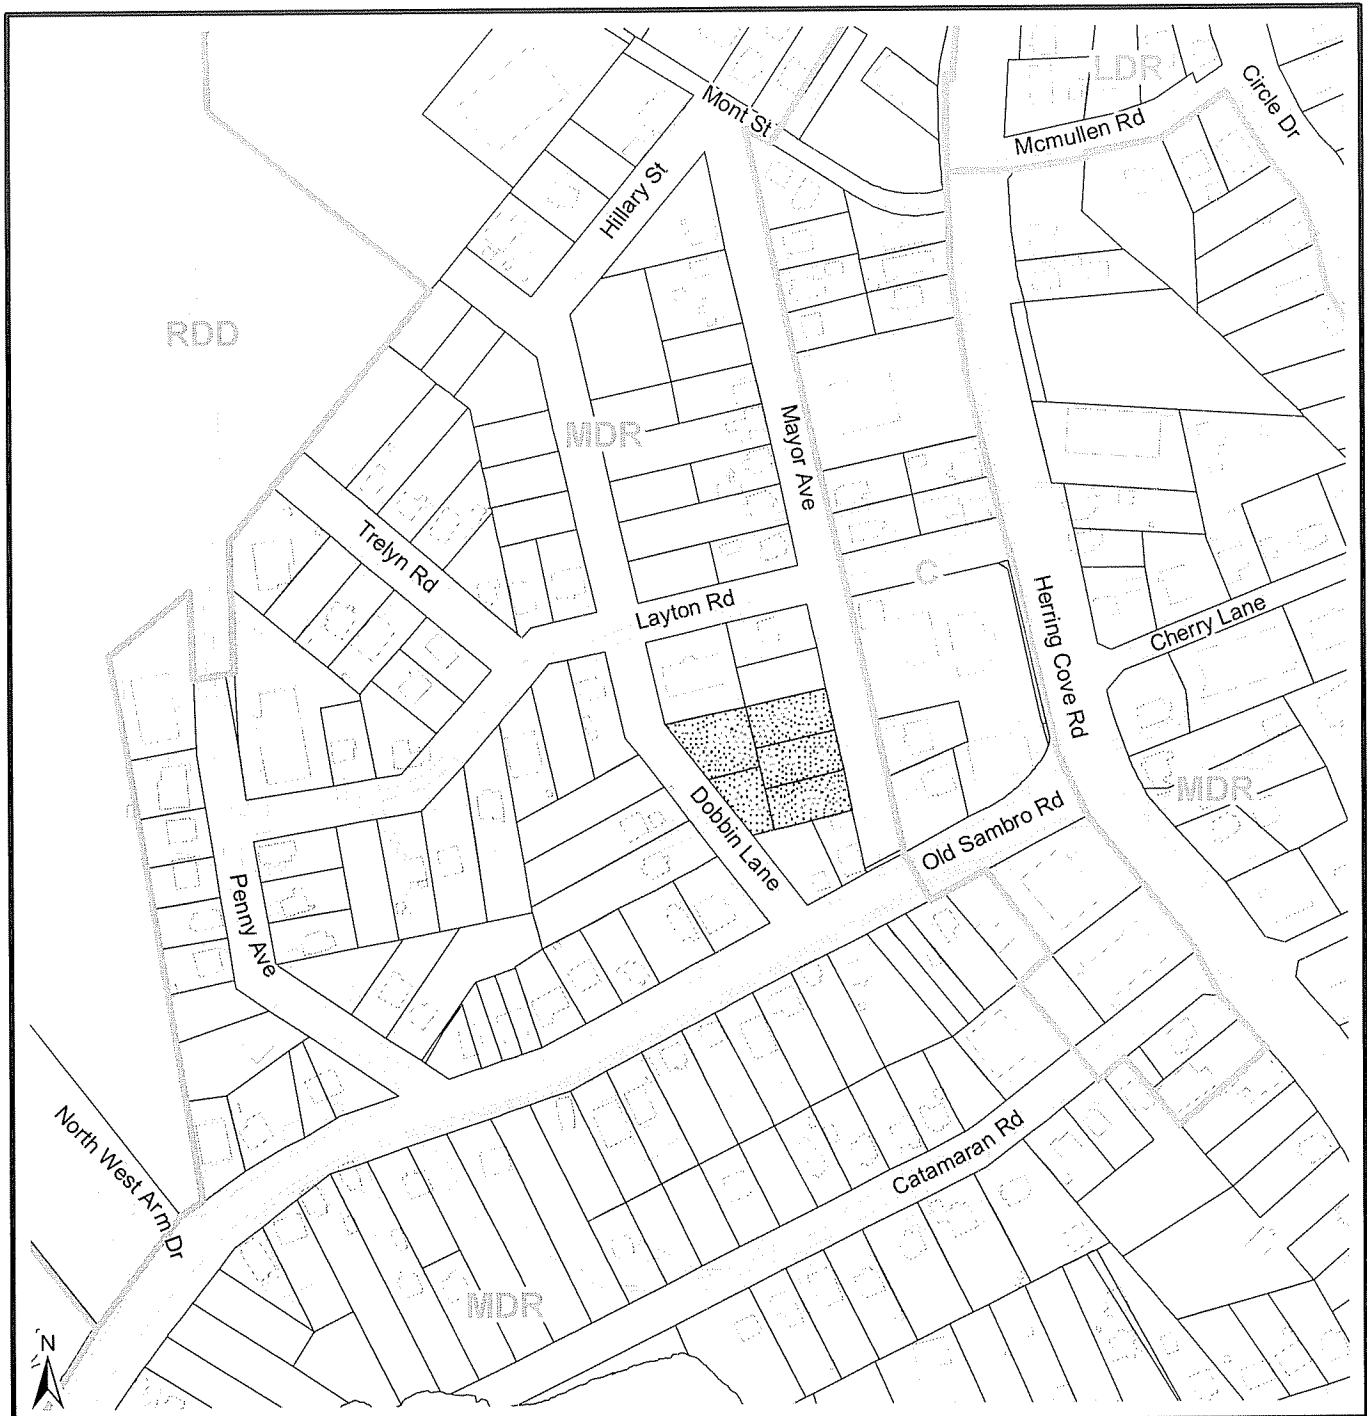 LDR
Circle Dr
Mont St
Mcmullen Rd
Hillary St
RDD
MDR
Mayor Ave
Trelyn Rd
Layton Rd
C
Herring Cove Rd
Cherry Lane
MDR
Dobbin Lane
Old Sambro Rd
Penny Ave
North West Arm Dr
Catamaran Rd
MDR
N